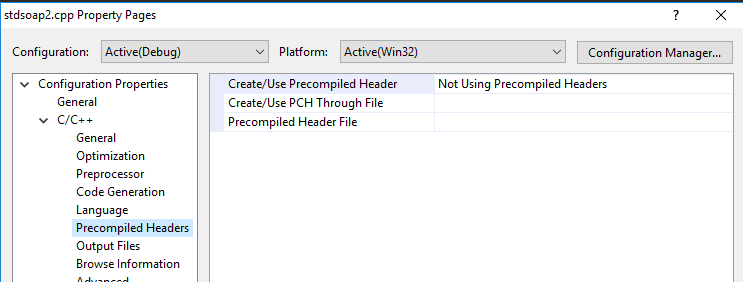 stdsoap2.cpp Property Pages
? ×
Configuration: Active(Debug) Platform: Active(Win32) Configuration Manager...
Configuration Properties
General
C/C++
General
Optimization
Preprocessor
Code Generation
Language
Precompiled Headers
Output Files
Browse Information
Advanced
Create/Use Precompiled Header Not Using Precompiled Headers
Create/Use PCH Through File
Precompiled Header File